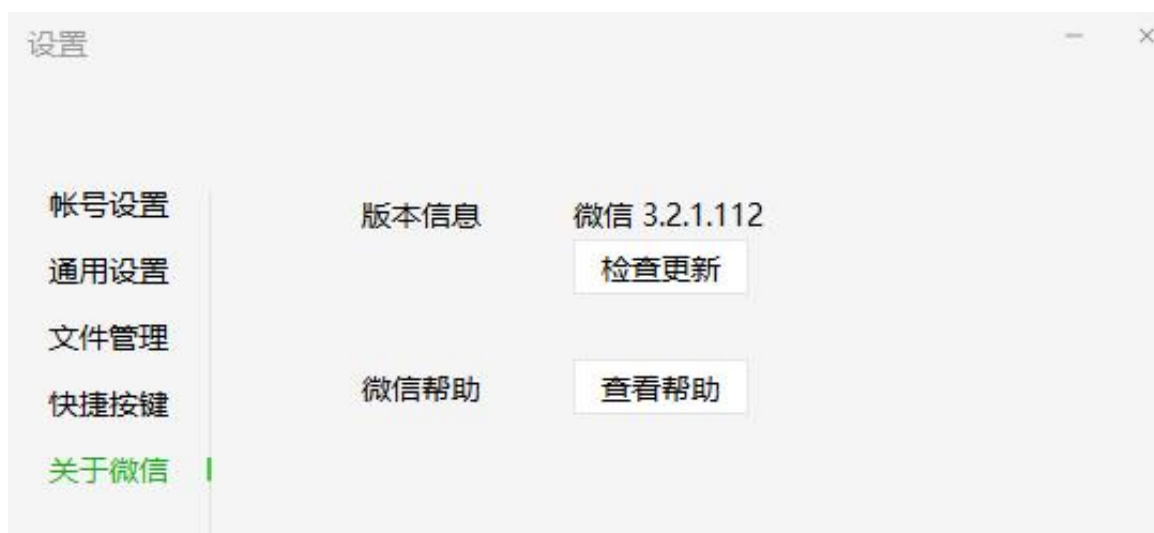 设置
帐号设置
通用设置
文件管理
快捷按键
关于微信
版本信息 微信 3.2.1.112
检查更新
微信帮助 查看帮助